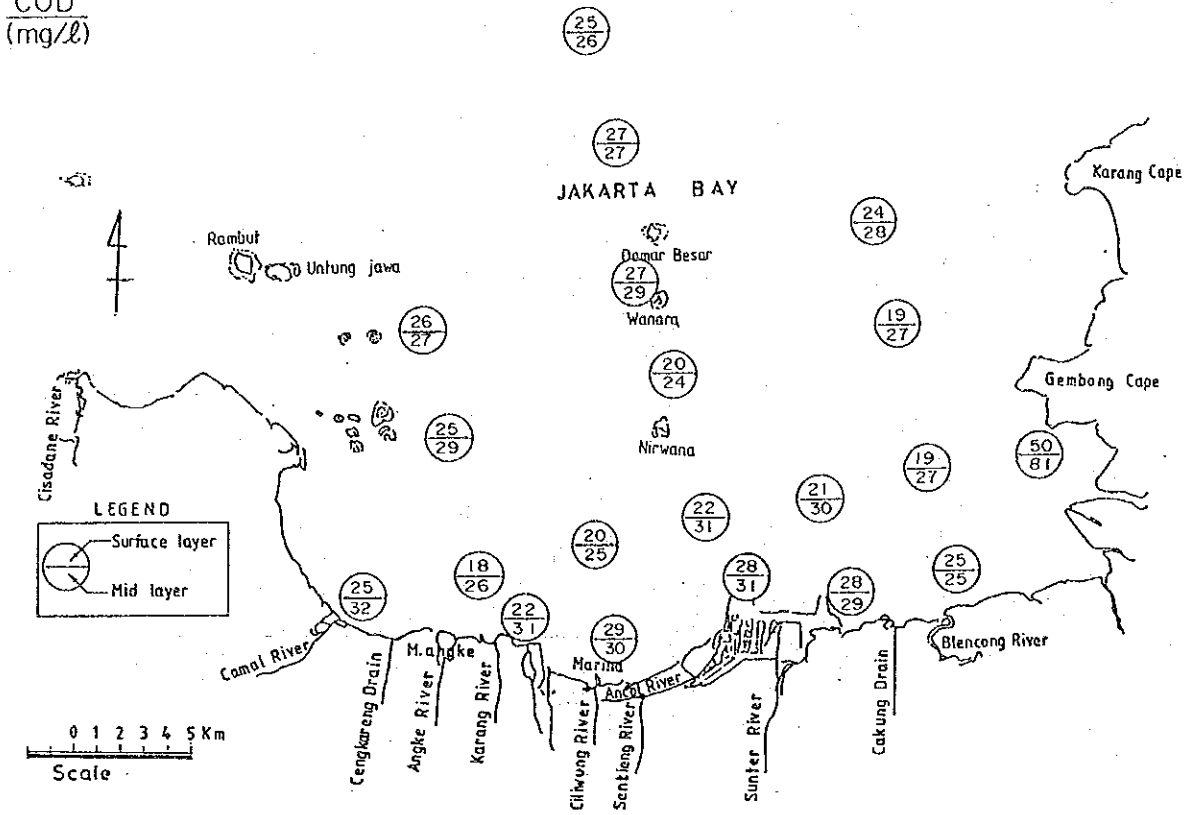 COD
(mg/ℓ)
25
26
27
27
JAKARTA BAY
Karang Cape
24
28
Rambut
Untung jawa
Damar Besar
27
29
Wanara
26
27
19
27
20
24
Gembong Cape
Cisadane River
25
29
Nirwana
19
27
50
81
21
30
22
31
LEGEND
Surface layer
Mid layer
20
25
18
26
25
32
28
31
28
29
25
25
22
31
29
30
Camal River
M.angke
Marina
Ancol River
Blencong River
Cengkareng Drain
Angke River
Karang River
Ciliwung River
Sentiong River
Sunter River
Cakung Drain
0 1 2 3 4 5 Km
Scale